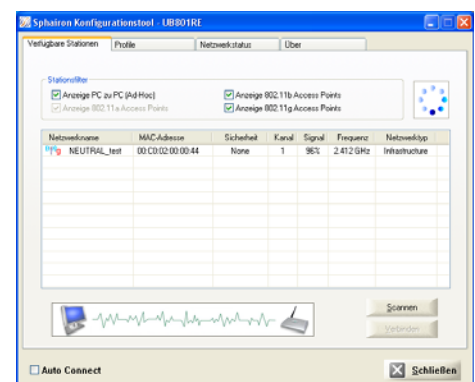 Sphairon Konfigurationstool - UB801RE
Verfügbare Stationen Profile Netzwerkstatus Über
Stationsfilter
Anzeige PC zu PC (Ad-Hoc) Anzeige 802.11b Access Points
Anzeige 802.11a Access Points Anzeige 802.11g Access Points
Netzwerkname MAC-Adresse Sicherheit Kanal Signal Frequenz Netzwerktyp
NEUTRAL_test 00:C0:02:00:00:44 None 1 96% 2.412 GHz Infrastructure
Scannen
Verbinden
Auto Connect Schließen